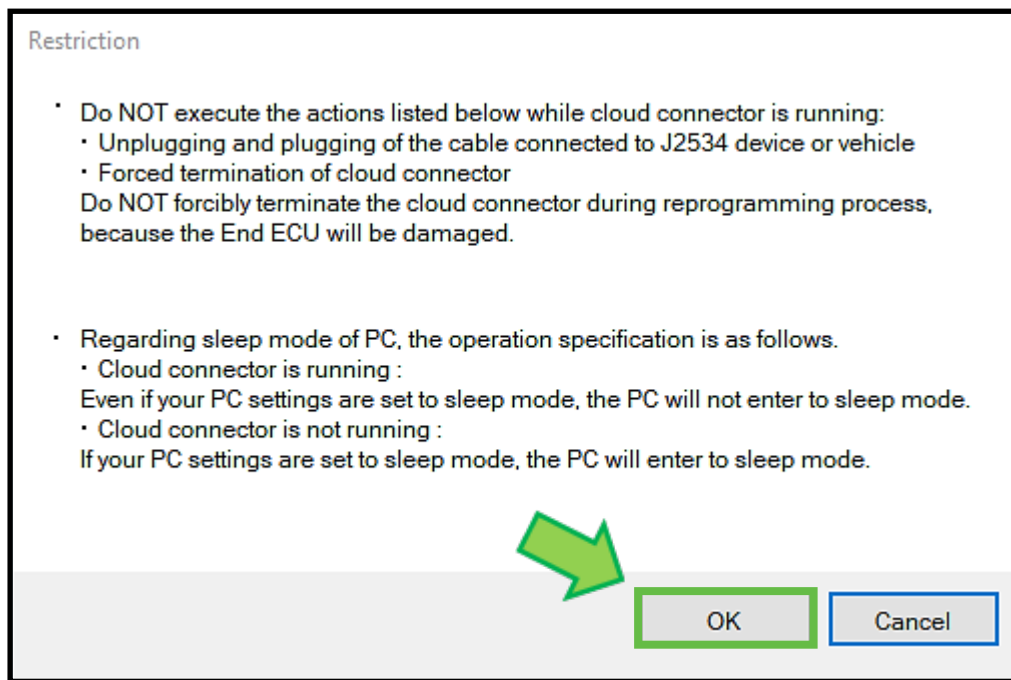 Restriction
・ Do NOT execute the actions listed below while cloud connector is running:
・Unplugging and plugging of the cable connected to J2534 device or vehicle
・Forced termination of cloud connector
Do NOT forcibly terminate the cloud connector during reprogramming process,
because the End ECU will be damaged.
・ Regarding sleep mode of PC, the operation specification is as follows.
・Cloud connector is running :
Even if your PC settings are set to sleep mode, the PC will not enter to sleep mode.
・Cloud connector is not running :
If your PC settings are set to sleep mode, the PC will enter to sleep mode.
OK
Cancel